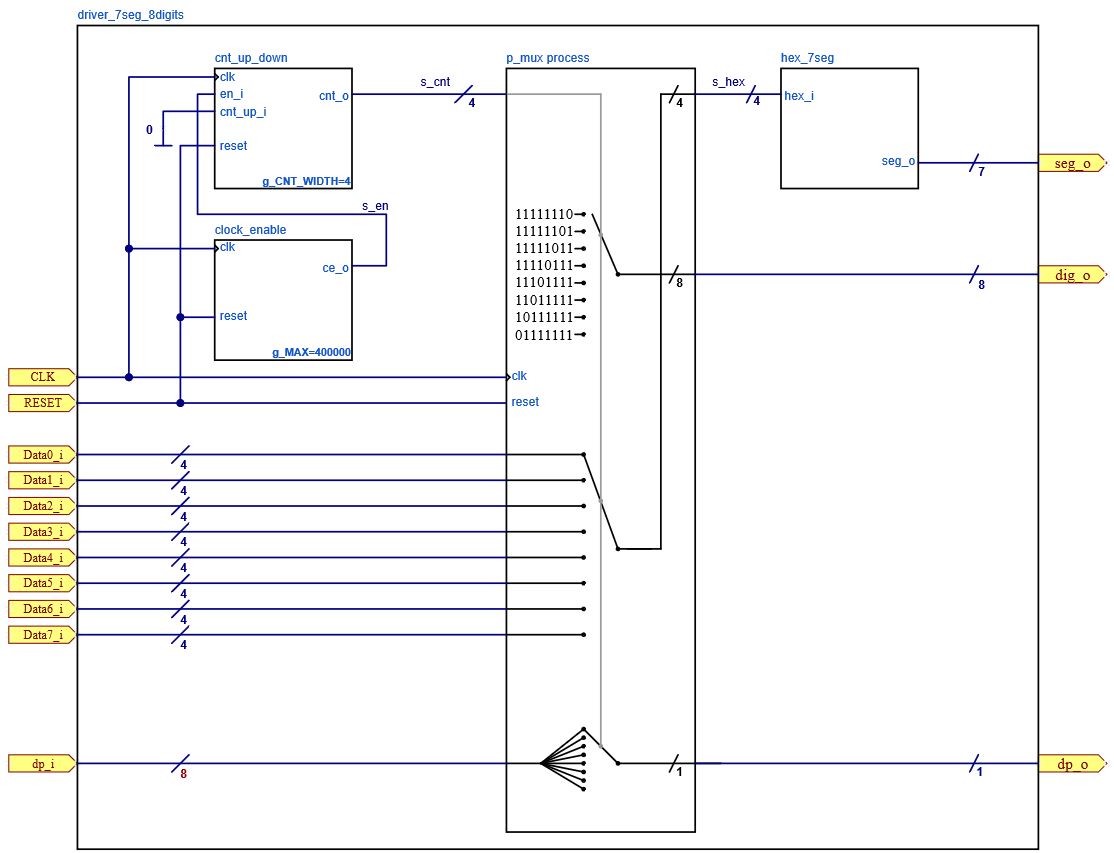 driver_7seg_8digits
cnt_up_down
p_mux process
hex_7seg
clk
en_i
cnt_up_i
reset
cnt_o
g_CNT_WIDTH=4
0
s_cnt
4
4
s_hex
4
hex_i
seg_o
7
seg_o
s_en
clock_enable
clk
ce_o
reset
g_MAX=400000
11111110
11111101
11111011
11110111
11101111
11011111
10111111
01111111
8
8
dig_o
CLK
clk
RESET
reset
Data0_i
4
Data1_i
4
Data2_i
4
Data3_i
4
Data4_i
4
Data5_i
4
Data6_i
4
Data7_i
4
dp_i
8
1
1
dp_o